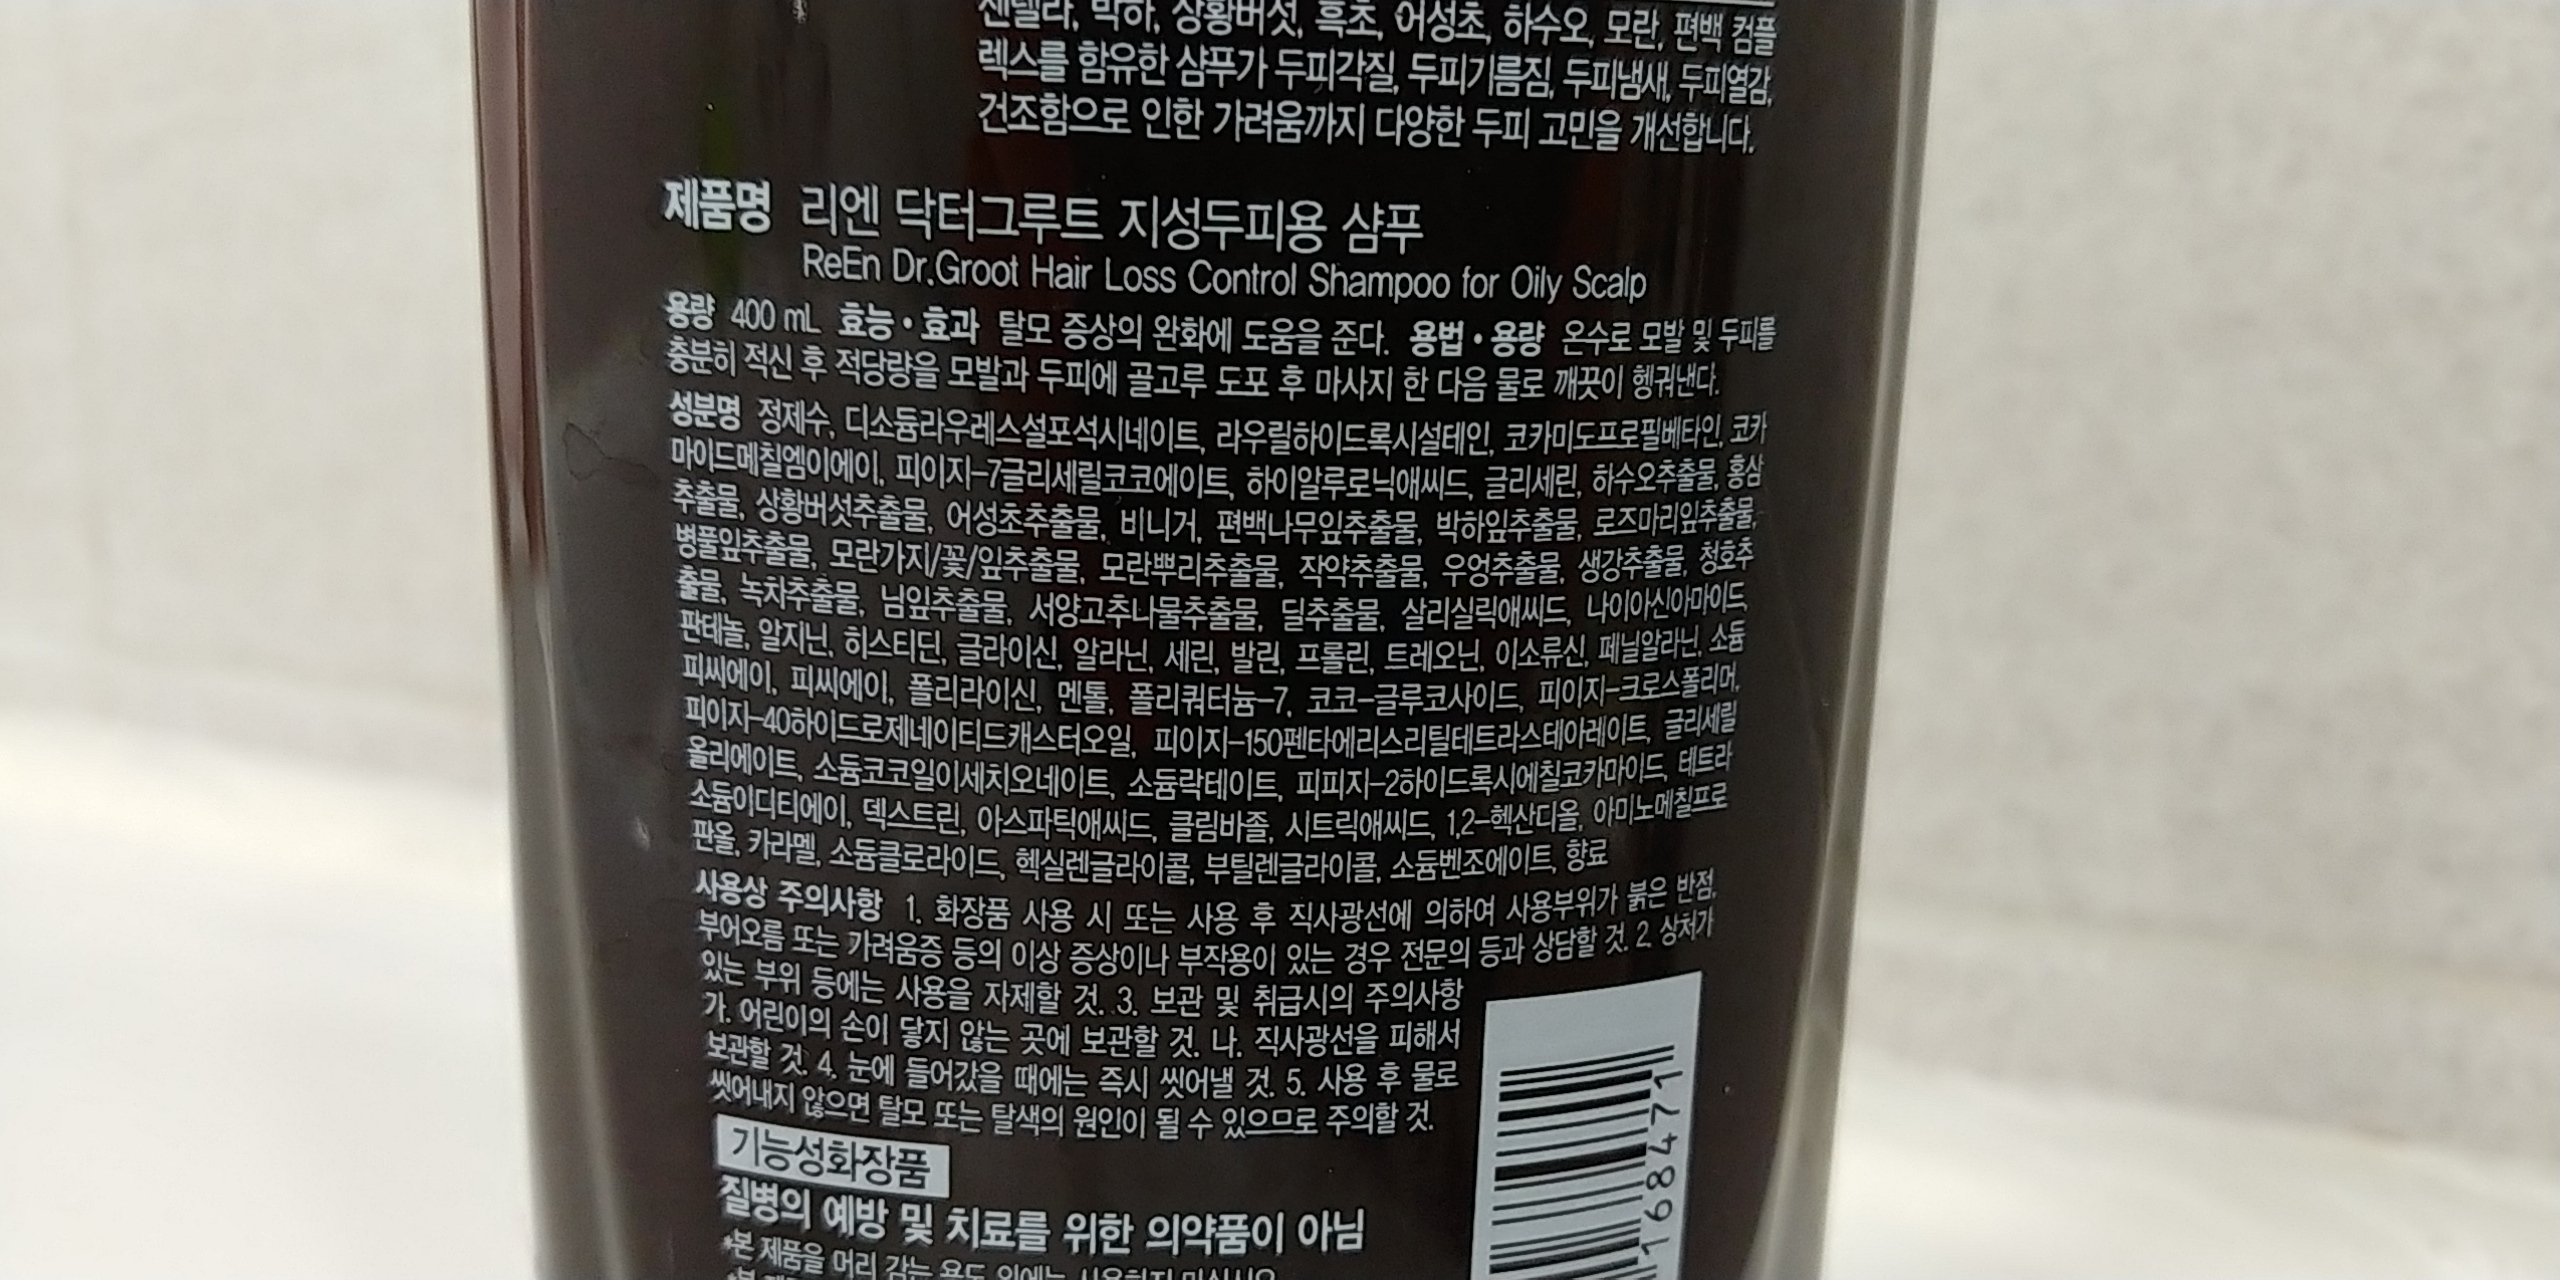 센텔라, 박하, 상황버섯, 흑초, 어성초, 하수오, 모란, 편백 컴플
렉스를 함유한 샴푸가 두피각질, 두피기름짐, 두피냄새, 두피열감,
건조함으로 인한 가려움까지 다양한 두피 고민을 개선합니다.
제품명 리엔 닥터그루트 지성두피용 샴푸
ReEn Dr.Groot Hair Loss Control Shampoo for Oily Scalp
용량 400 mL 효능•효과 탈모 증상의 완화에 도움을 준다. 용법•용량 온수로 모발 및 두피를
충분히 적신 후 적당량을 모발과 두피에 골고루 도포 후 마사지 한 다음 물로 깨끗이 헹궈낸다.
성분명 정제수, 디소듐라우레스설포석시네이트, 라우릴하이드록시설테인, 코카미도프로필베타인, 코카
마이드메칠엠이에이, 피이지-7글리세릴코코에이트, 하이알루로닉애씨드, 글리세린, 하수오추출물, 홍삼
추출물, 상황버섯추출물, 어성초추출물, 비니거, 편백나무잎추출물, 박하잎추출물, 로즈마리잎추출물,
병풀잎추출물, 모란가지/꽃/잎추출물, 모란뿌리추출물, 작약추출물, 우엉추출물, 생강추출물, 청호추
출물, 녹차추출물, 님잎추출물, 서양고추나물추출물, 딜추출물, 살리실릭애씨드, 나이아신아마이드,
판테놀, 알지닌, 히스티딘, 글라이신, 알라닌, 세린, 발린, 프롤린, 트레오닌, 이소류신, 페닐알라닌, 소듐
피씨에이, 피씨에이, 폴리라이신, 멘톨, 폴리쿼터늄-7, 코코-글루코사이드, 피이지-크로스폴리머,
피이지-40하이드로제네이티드캐스터오일, 피이지-150펜타에리스리틸테트라스테아레이트, 글리세릴
올리에이트, 소듐코코일이세치오네이트, 소듐락테이트, 피피지-2하이드록시에칠코카마이드, 테트라
소듐이디티에이, 덱스트린, 아스파틱애씨드, 클림바졸, 시트릭애씨드, 1,2-헥산디올, 아미노메칠프로
판올, 카라멜, 소듐클로라이드, 헥실렌글라이콜, 부틸렌글라이콜, 소듐벤조에이트, 향료
사용상 주의사항 1. 화장품 사용 시 또는 사용 후 직사광선에 의하여 사용부위가 붉은 반점,
부어오름 또는 가려움증 등의 이상 증상이나 부작용이 있는 경우 전문의 등과 상담할 것. 2. 상처가
있는 부위 등에는 사용을 자제할 것. 3. 보관 및 취급시의 주의사항
가. 어린이의 손이 닿지 않는 곳에 보관할 것. 나. 직사광선을 피해서
보관할 것. 4. 눈에 들어갔을 때에는 즉시 씻어낼 것. 5. 사용 후 물로
씻어내지 않으면 탈모 또는 탈색의 원인이 될 수 있으므로 주의할 것.
기능성화장품
질병의 예방 및 치료를 위한 의약품이 아님
*본 제품을 머리 감는 용도 외에는 사용하지 마십시오
168471